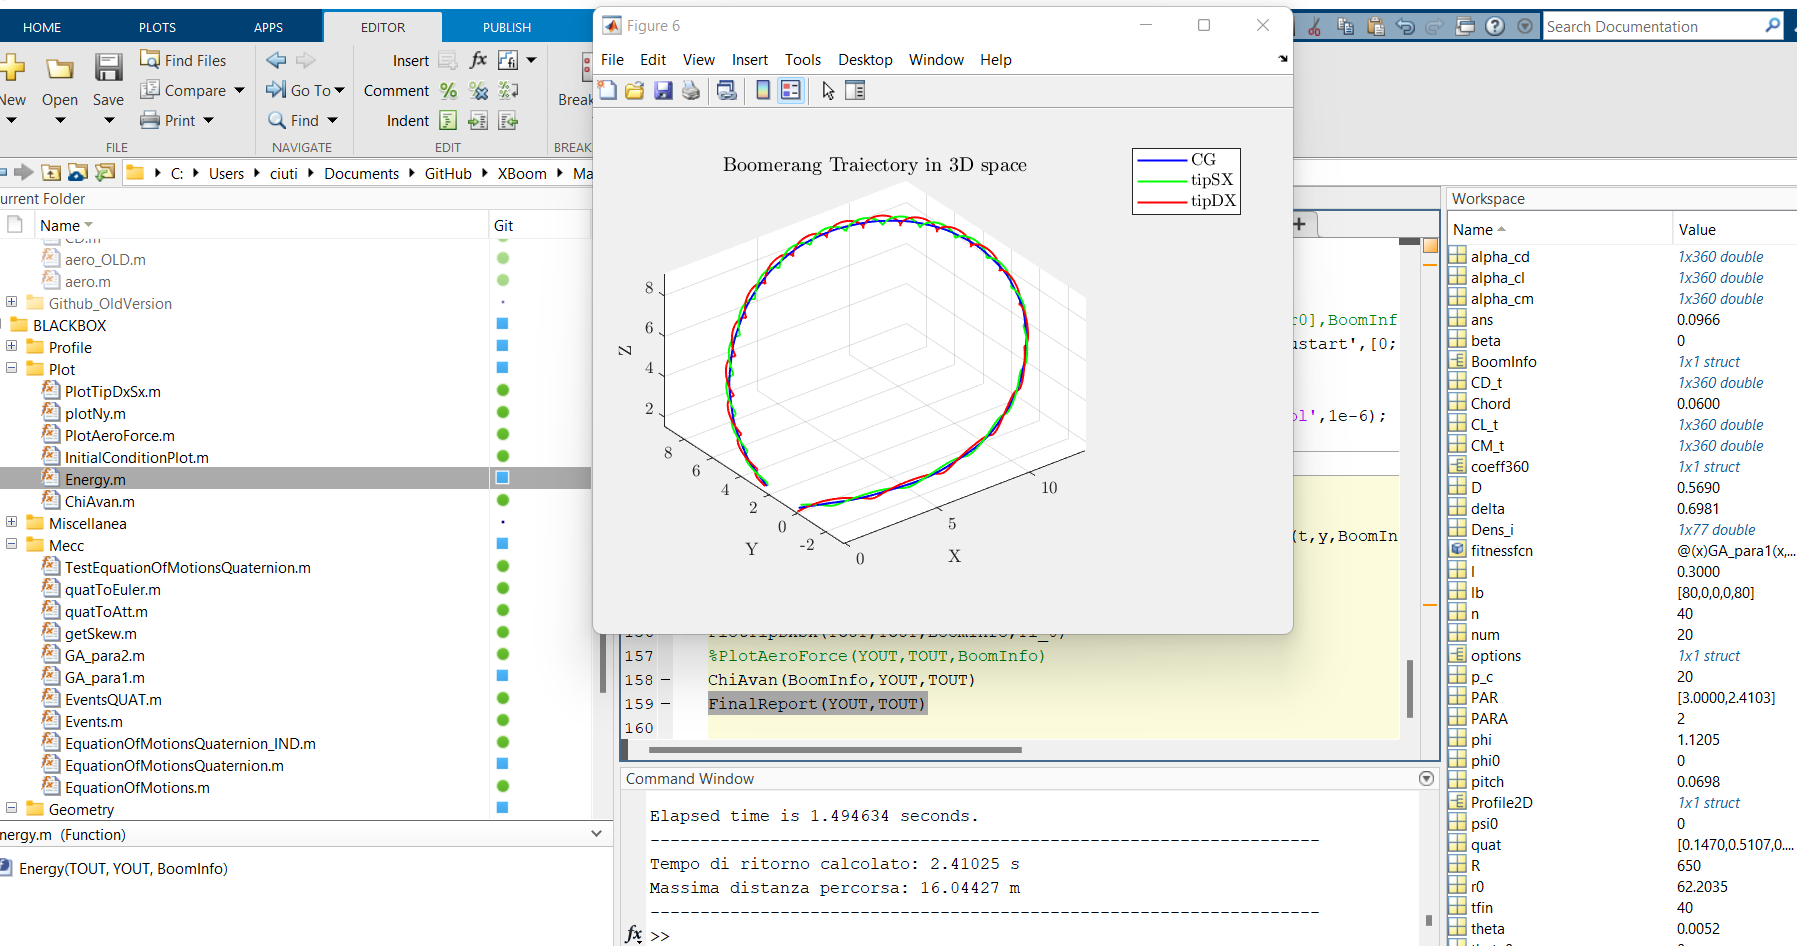 HOME PLOTS APPS EDITOR PUBLISH
Search Documentation
Figure 6
File Edit View Insert Tools Desktop Window Help
New Open Save
Find Files
Compare
Print
FILE
Go To
Find
NAVIGATE
Insert
Comment
Indent
EDIT
fx
BREAK
C: Users ciuti Documents GitHub XBoom Ma
urrent Folder
Name Git
CD.m
aero_OLD.m
aero.m
Github_OldVersion
BLACKBOX
Profile
Plot
PlotTipDxSx.m
plotNy.m
PlotAeroForce.m
InitialConditionPlot.m
Energy.m
ChiAvan.m
Miscellanea
Mecc
TestEquationOfMotionsQuaternion.m
quatToEuler.m
quatToAtt.m
getSkew.m
GA_para2.m
GA_para1.m
EventsQUAT.m
Events.m
EquationOfMotionsQuaternion_IND.m
EquationOfMotionsQuaternion.m
EquationOfMotions.m
Geometry
nergy.m (Function)
Energy(TOUT, YOUT, BoomInfo)
Boomerang Traiectory in 3D space
CG
tipSX
tipDX
Z
8
6
4
2
8
6
4
2
0
-2
Y
0
5
10
X
r0],BoomInf
ustart',[0;
ol',1e-6);
(t,y,BoomIn
157 %PlotAeroForce(YOUT,TOUT,BoomInfo)
158 ChiAvan(BoomInfo,YOUT,TOUT)
159 FinalReport(YOUT,TOUT)
160
Command Window
Elapsed time is 1.494634 seconds.
--------------------------------------------------------------------
Tempo di ritorno calcolato: 2.41025 s
Massima distanza percorsa: 16.04427 m
--------------------------------------------------------------------
fx >>
Workspace
Name Value
alpha_cd 1x360 double
alpha_cl 1x360 double
alpha_cm 1x360 double
ans 0.0966
beta 0
BoomInfo 1x1 struct
CD_t 1x360 double
Chord 0.0600
CL_t 1x360 double
CM_t 1x360 double
coeff360 1x1 struct
D 0.5690
delta 0.6981
Dens_i 1x77 double
fitnessfcn @(x)GA_para1(x,...
l 0.3000
lb [80,0,0,0,80]
n 40
num 20
options 1x1 struct
p_c 20
PAR [3.0000,2.4103]
PARA 2
phi 1.1205
phi0 0
pitch 0.0698
Profile2D 1x1 struct
psi0 0
quat [0.1470,0.5107,0....
R 650
r0 62.2035
tfin 40
theta 0.0052